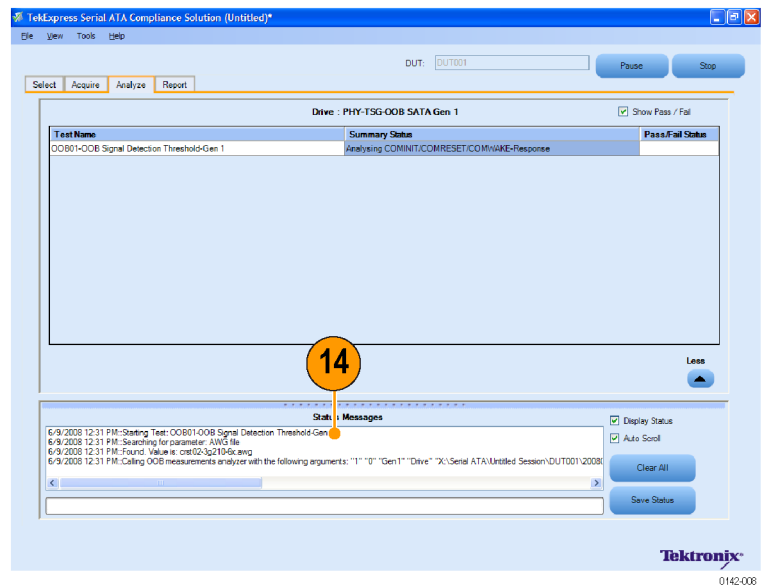 TekExpress Serial ATA Compliance Solution (Untitled)*
File View Tools Help
DUT: DUT001 Pause Stop
Select Acquire Analyze Report
Drive : PHY-TSG-OOB SATA Gen 1 Show Pass / Fail
Test Name Summary Status Pass/Fail Status
OOB01-OOB Signal Detection Threshold-Gen 1 Analysing COMINIT/COMRESET/COMWAKE-Response
14
Less
Status Messages
Display Status
Auto Scroll
6/9/2008 12:31 PM::Starting Test: OOB01-OOB Signal Detection Threshold-Gen
6/9/2008 12:31 PM::Searching for parameter: AWG file
6/9/2008 12:31 PM::Found. Value is: crst02-3g210-6x.awg
6/9/2008 12:31 PM::Calling OOB measurements analyzer with the following arguments: "1" "0" "Gen1" "Drive" "X:\Serial ATA\Untitled Session\DUT001\2008
Clear All
Save Status
Tektronix
0142-008